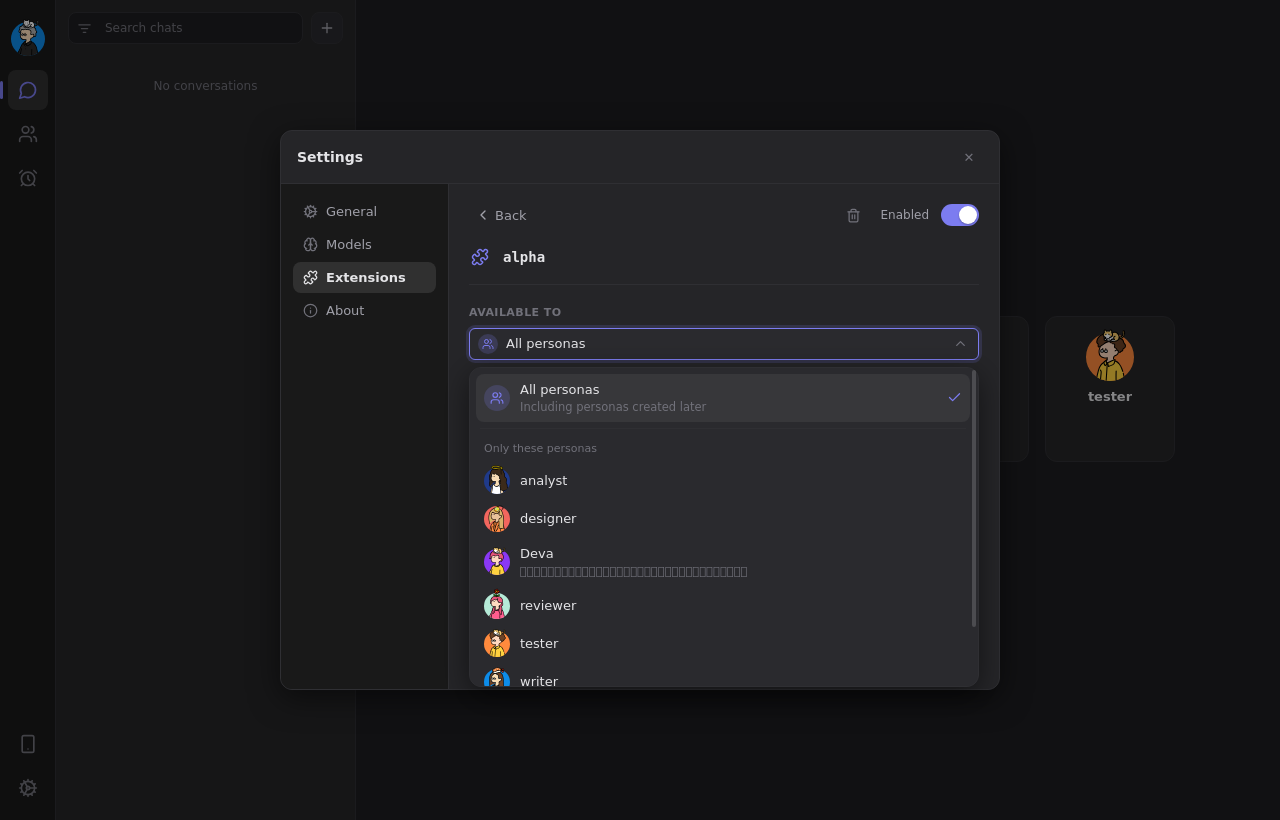 Search chats
No conversations
Settings
General
Models
Extensions
About
Back
Enabled
alpha
AVAILABLE TO
All personas
All personas
Including personas created later
Only these personas
analyst
designer
Deva
reviewer
tester
writer
tester